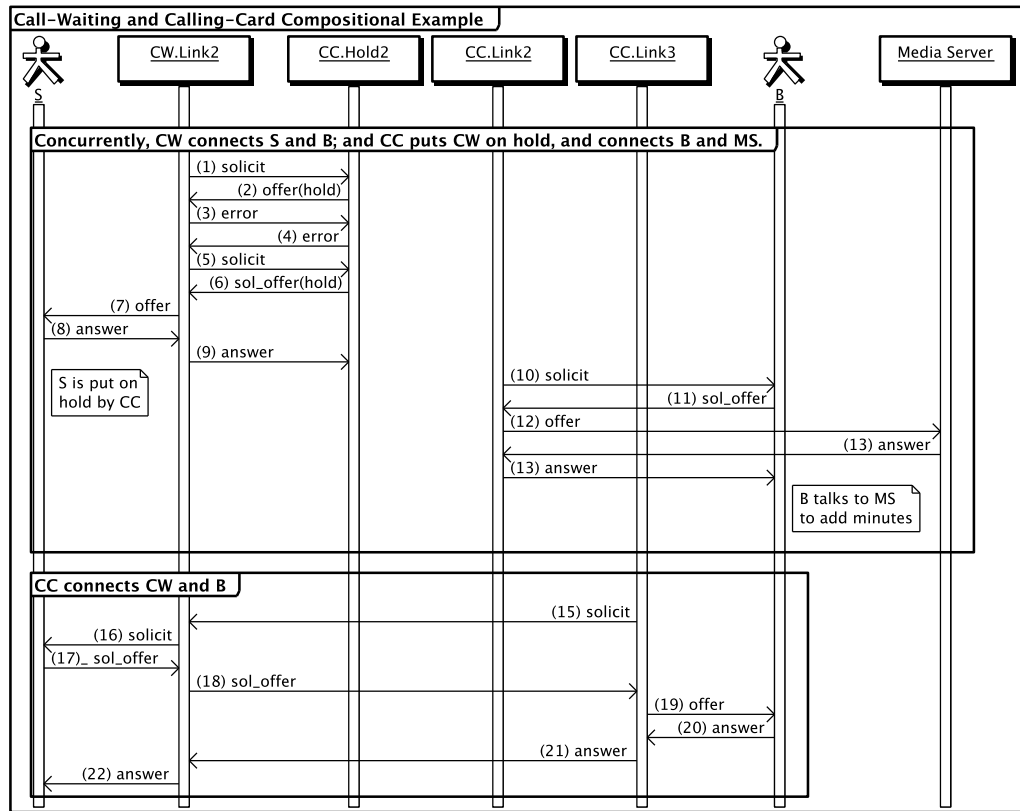 Call-Waiting and Calling-Card Compositional Example
CW.Link2
CC.Hold2
CC.Link2
CC.Link3
Media Server
S
B
Concurrently, CW connects S and B; and CC puts CW on hold, and connects B and MS.
(1) solicit
(2) offer(hold)
(3) error
(4) error
(5) solicit
(6) sol_offer(hold)
(7) offer
(8) answer
(9) answer
S is put on
hold by CC
(10) solicit
(11) sol_offer
(12) offer
(13) answer
(13) answer
B talks to MS
to add minutes
CC connects CW and B
(15) solicit
(16) solicit
(17)_ sol_offer
(18) sol_offer
(19) offer
(20) answer
(21) answer
(22) answer